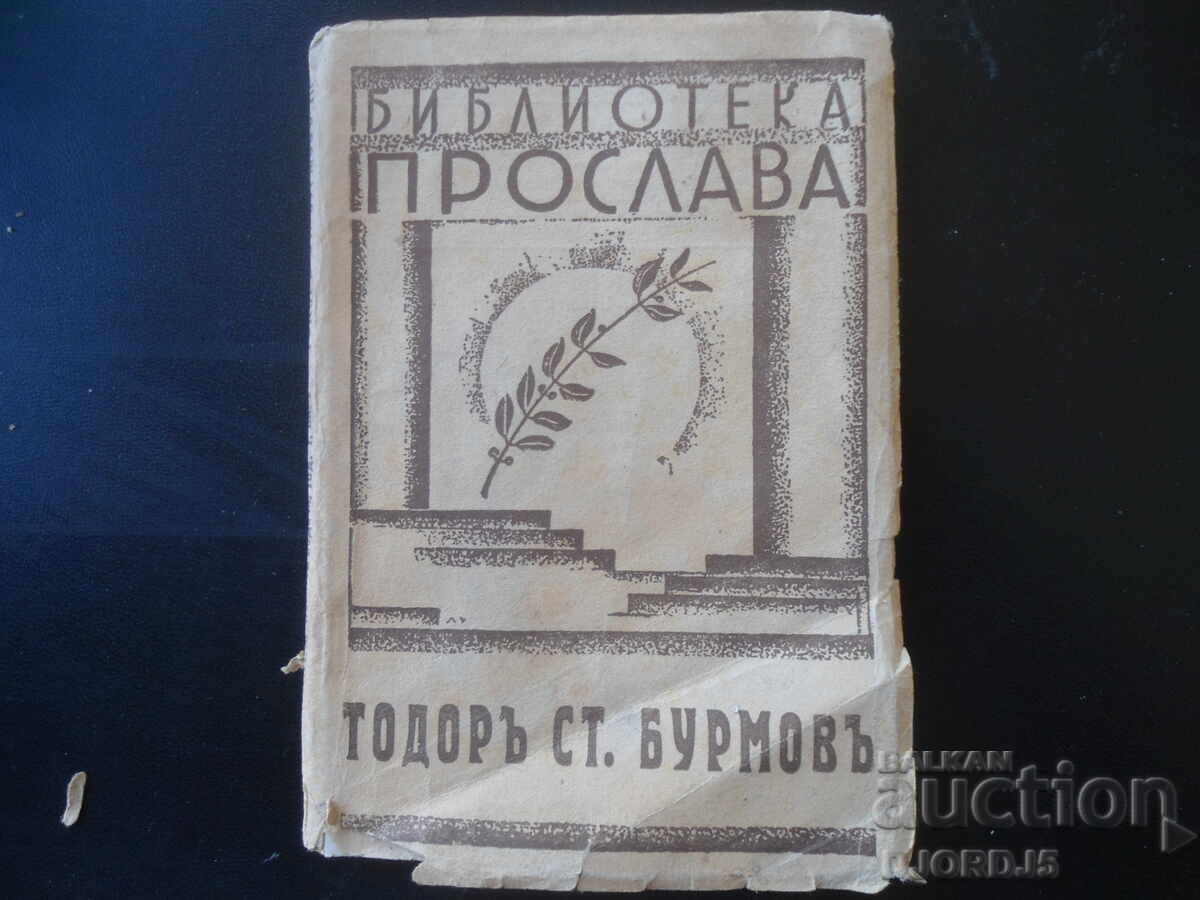 БИБЛИОТЕКА
ПРОСЛАВА
ТОДОРЪ СТ. БУРМОВЪ
BALKAN
auction
DJORDJ5